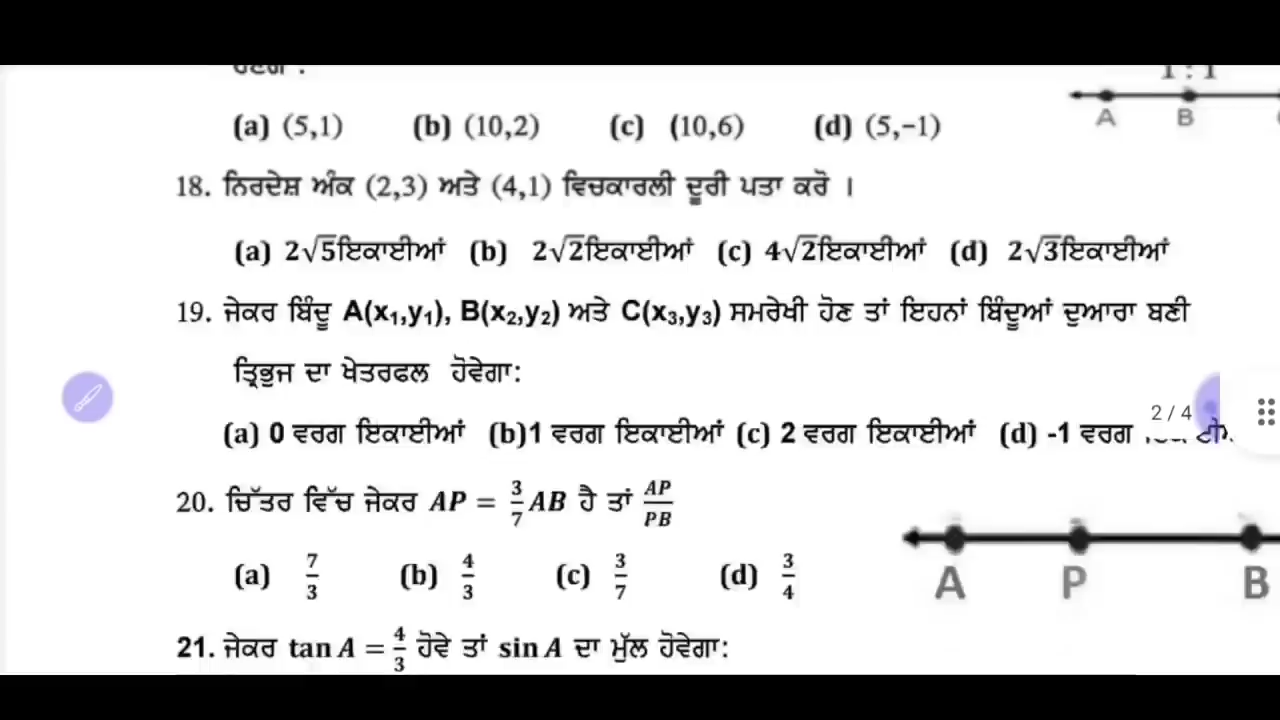 1 : 1
A B
(a) (5,1) (b) (10,2) (c) (10,6) (d) (5,−1)
18. ਨਿਰਦੇਸ਼ ਅੰਕ (2,3) ਅਤੇ (4,1) ਵਿਚਕਾਰਲੀ ਦੂਰੀ ਪਤਾ ਕਰੋ ।
(a) 2√5ਇਕਾਈਆਂ (b) 2√2ਇਕਾਈਆਂ (c) 4√2ਇਕਾਈਆਂ (d) 2√3ਇਕਾਈਆਂ
19. ਜੇਕਰ ਬਿੰਦੂ A(x₁,y₁), B(x₂,y₂) ਅਤੇ C(x₃,y₃) ਸਮਰੇਖੀ ਹੋਣ ਤਾਂ ਇਹਨਾਂ ਬਿੰਦੂਆਂ ਦੁਆਰਾ ਬਣੀ
ਤ੍ਰਿਭੁਜ ਦਾ ਖੇਤਰਫਲ ਹੋਵੇਗਾ:
2 / 4
(a) 0 ਵਰਗ ਇਕਾਈਆਂ (b)1 ਵਰਗ ਇਕਾਈਆਂ (c) 2 ਵਰਗ ਇਕਾਈਆਂ (d) -1 ਵਰਗ
20. ਚਿੱਤਰ ਵਿੱਚ ਜੇਕਰ AP = 3/7 AB ਹੈ ਤਾਂ AP/PB
(a) 7/3 (b) 4/3 (c) 3/7 (d) 3/4
A P B
21. ਜੇਕਰ tan A = 4/3 ਹੋਵੇ ਤਾਂ sin A ਦਾ ਮੁੱਲ ਹੋਵੇਗਾ: